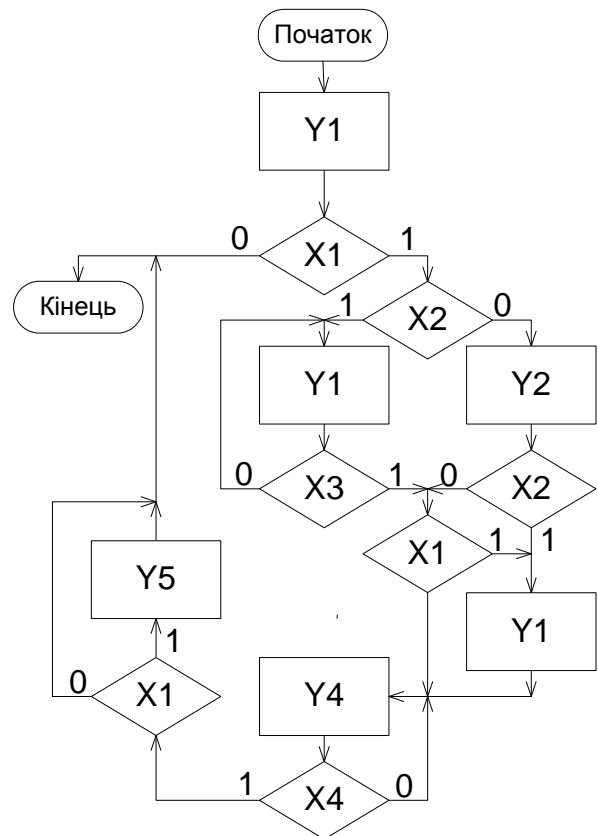 Початок
Y1
0 X1 1
Кінець
1 X2 0
Y1 Y2
0 X3 1 0 X2
X1 1 1
Y5 Y1
1
0 X1 Y4
1 X4 0